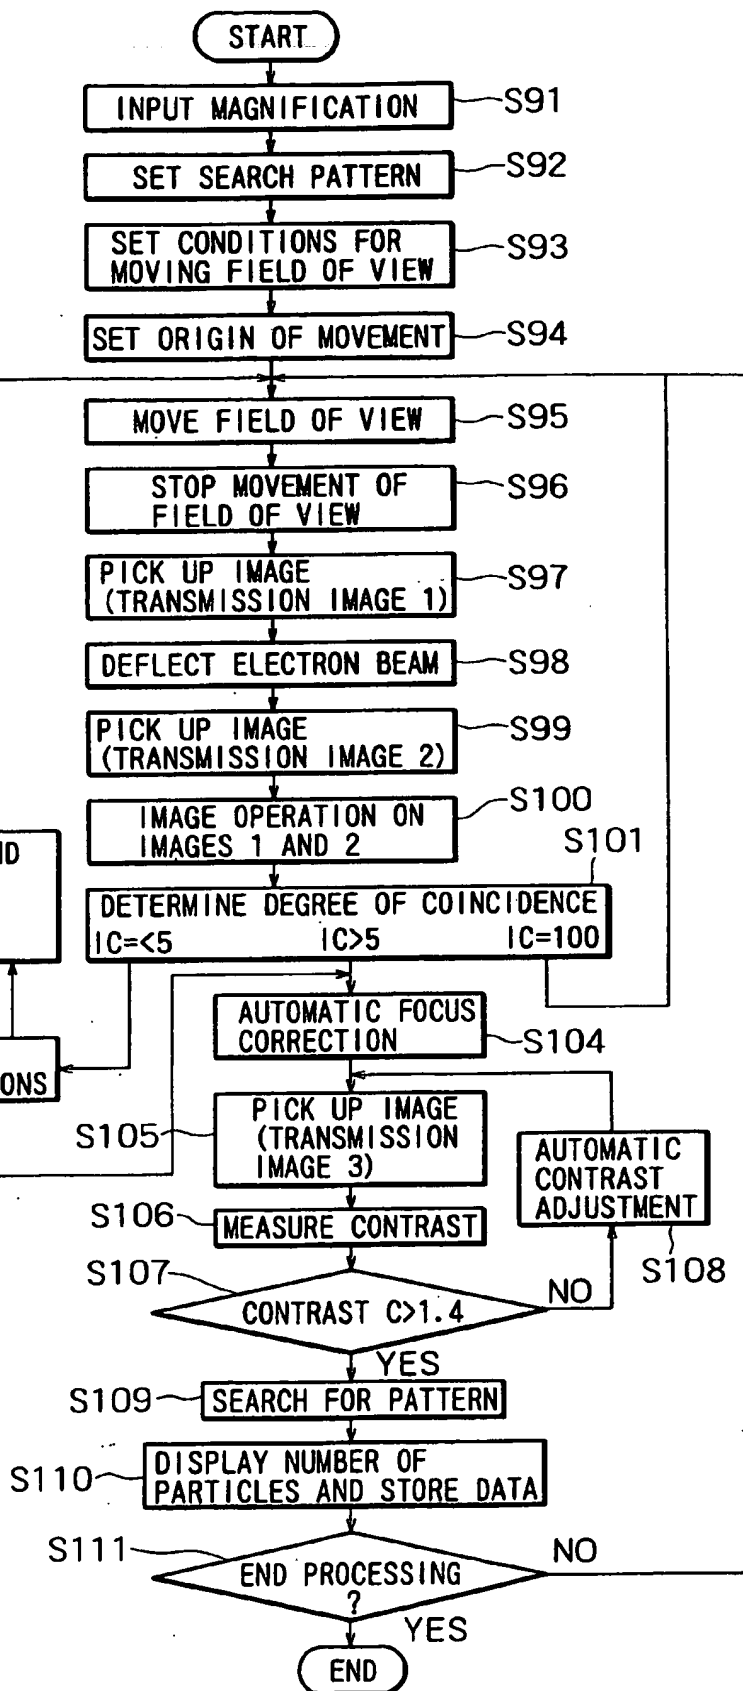 START
INPUT MAGNIFICATION
S91
SET SEARCH PATTERN
S92
SET CONDITIONS FOR
MOVING FIELD OF VIEW
S93
SET ORIGIN OF MOVEMENT
S94
MOVE FIELD OF VIEW
S95
STOP MOVEMENT OF
FIELD OF VIEW
S96
PICK UP IMAGE
(TRANSMISSION IMAGE 1)
S97
DEFLECT ELECTRON BEAM
S98
PICK UP IMAGE
(TRANSMISSION IMAGE 2)
S99
IMAGE OPERATION ON
IMAGES 1 AND 2
S100
S101
ND
DETERMINE DEGREE OF COINCIDENCE
IC=<5 IC>5 IC=100
AUTOMATIC FOCUS
CORRECTION
S104
ONS
PICK UP IMAGE
(TRANSMISSION
IMAGE 3)
S105
AUTOMATIC
CONTRAST
ADJUSTMENT
S108
S106
MEASURE CONTRAST
S107
CONTRAST C>1.4
NO
YES
S109
SEARCH FOR PATTERN
S110
DISPLAY NUMBER OF
PARTICLES AND STORE DATA
S111
END PROCESSING
?
NO
YES
END